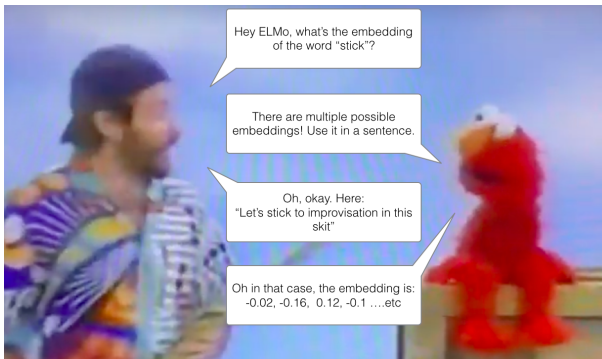 Hey ELMo, what's the embedding
of the word "stick"?
There are multiple possible
embeddings! Use it in a sentence.
Oh, okay. Here:
"Let's stick to improvisation in this
skit"
Oh in that case, the embedding is:
-0.02, -0.16, 0.12, -0.1 ....etc